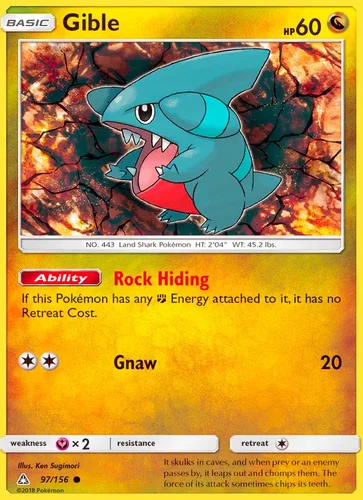 BASIC Gible HP60
NO. 443 Land Shark Pokémon HT: 2'04" WT: 45.2 lbs.
Ability Rock Hiding
If this Pokémon has any Energy attached to it, it has no
Retreat Cost.
Gnaw 20
weakness ×2 resistance retreat
Illus. Ken Sugimori
97/156
©2018 Pokémon
It skulks in caves, and when prey or an enemy
passes by, it leaps out and chomps them. The
force of its attack sometimes chips its teeth.